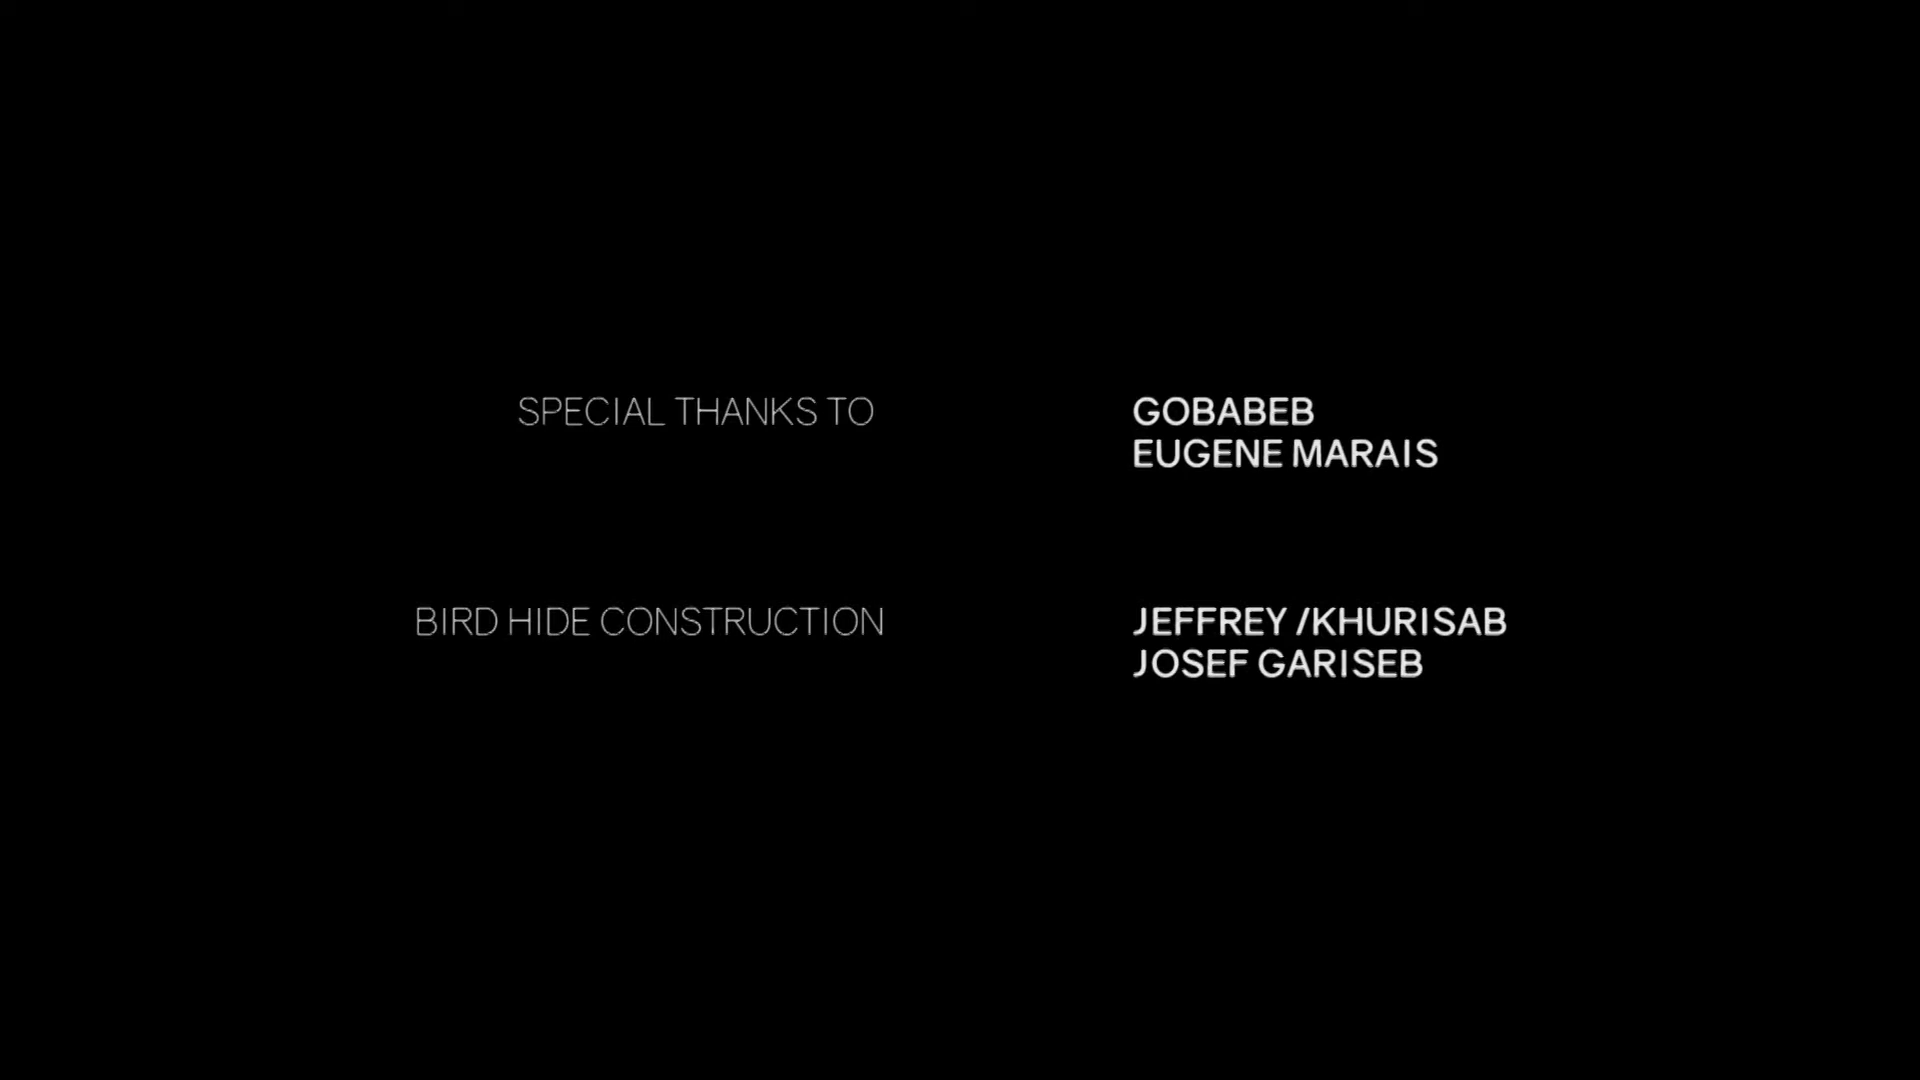 SPECIAL THANKS TO
GOBABEB
EUGENE MARAIS
BIRD HIDE CONSTRUCTION
JEFFREY /KHURISAB
JOSEF GARISEB